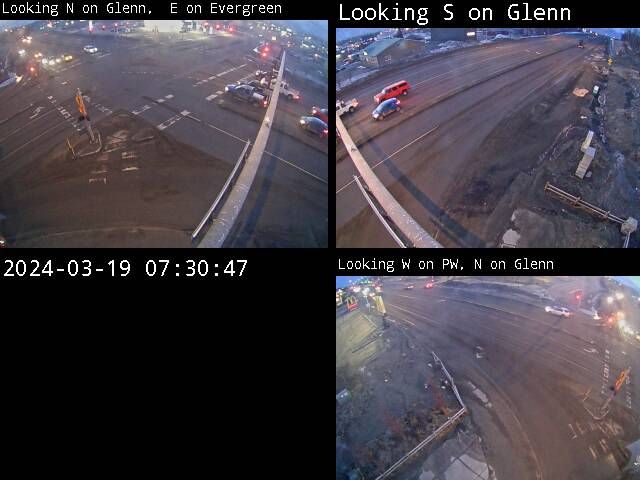 Looking N on Glenn,  E on Evergreen
Looking S on Glenn
2024-03-19 07:30:47
Looking W on PW, N on Glenn